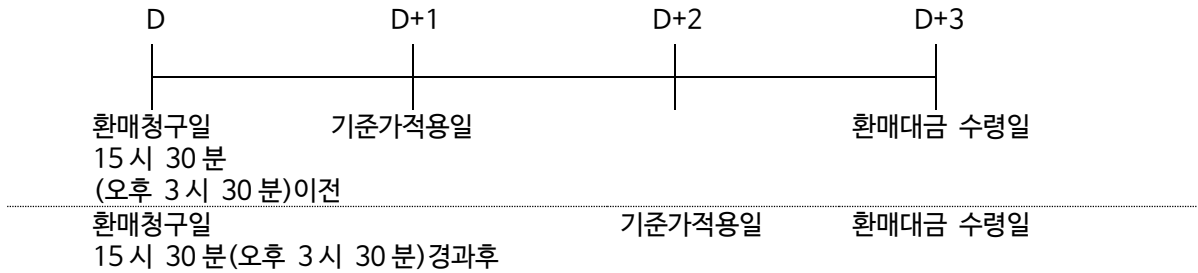 D D+1 D+2 D+3
환매청구일 기준가적용일 환매대금 수령일
15 시 30 분
(오후 3 시 30 분)이전
환매청구일 기준가적용일 환매대금 수령일
15 시 30 분(오후 3 시 30 분)경과후